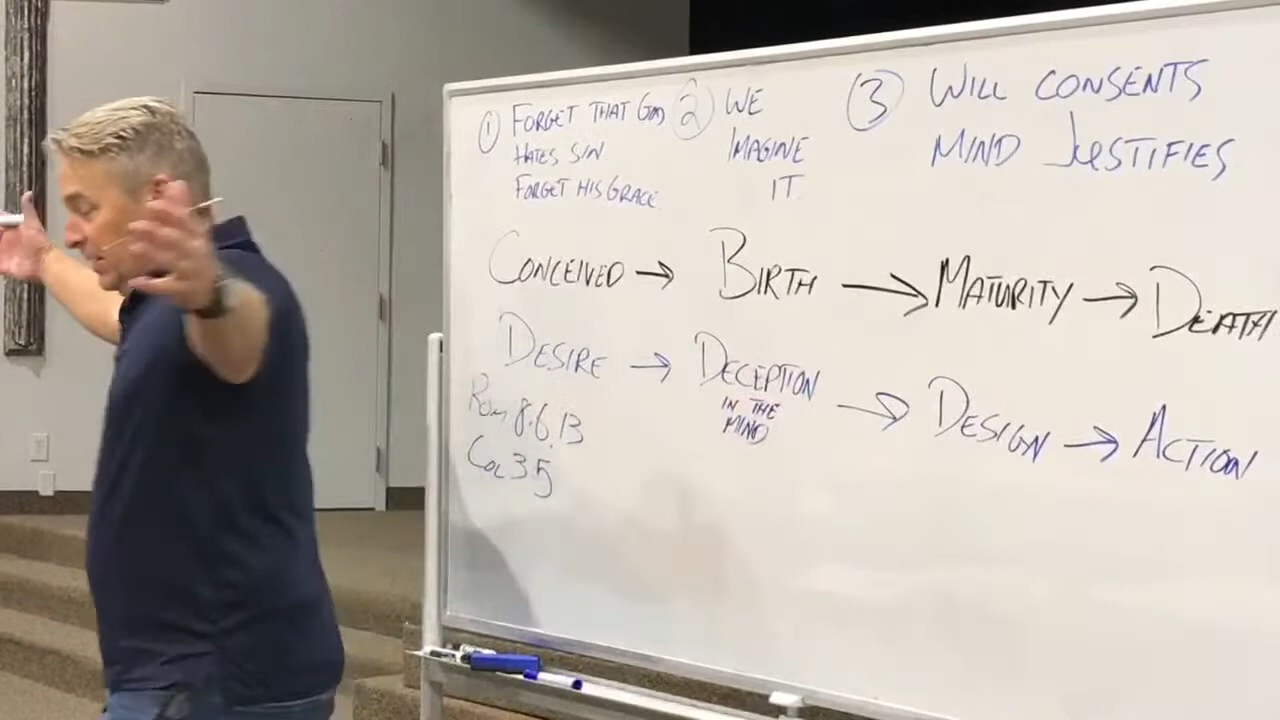 ① FORGET THAT GOD
HATES SIN
FORGET HIS GRACE
② WE
IMAGINE
IT.
③ WILL CONSENTS
MIND JUSTIFIES
CONCEIVED → BIRTH → MATURITY → DEATH
DESIRE → DECEPTION → DESIGN → ACTION
IN THE
MIND
Rom 8.6.13
Col 3.5